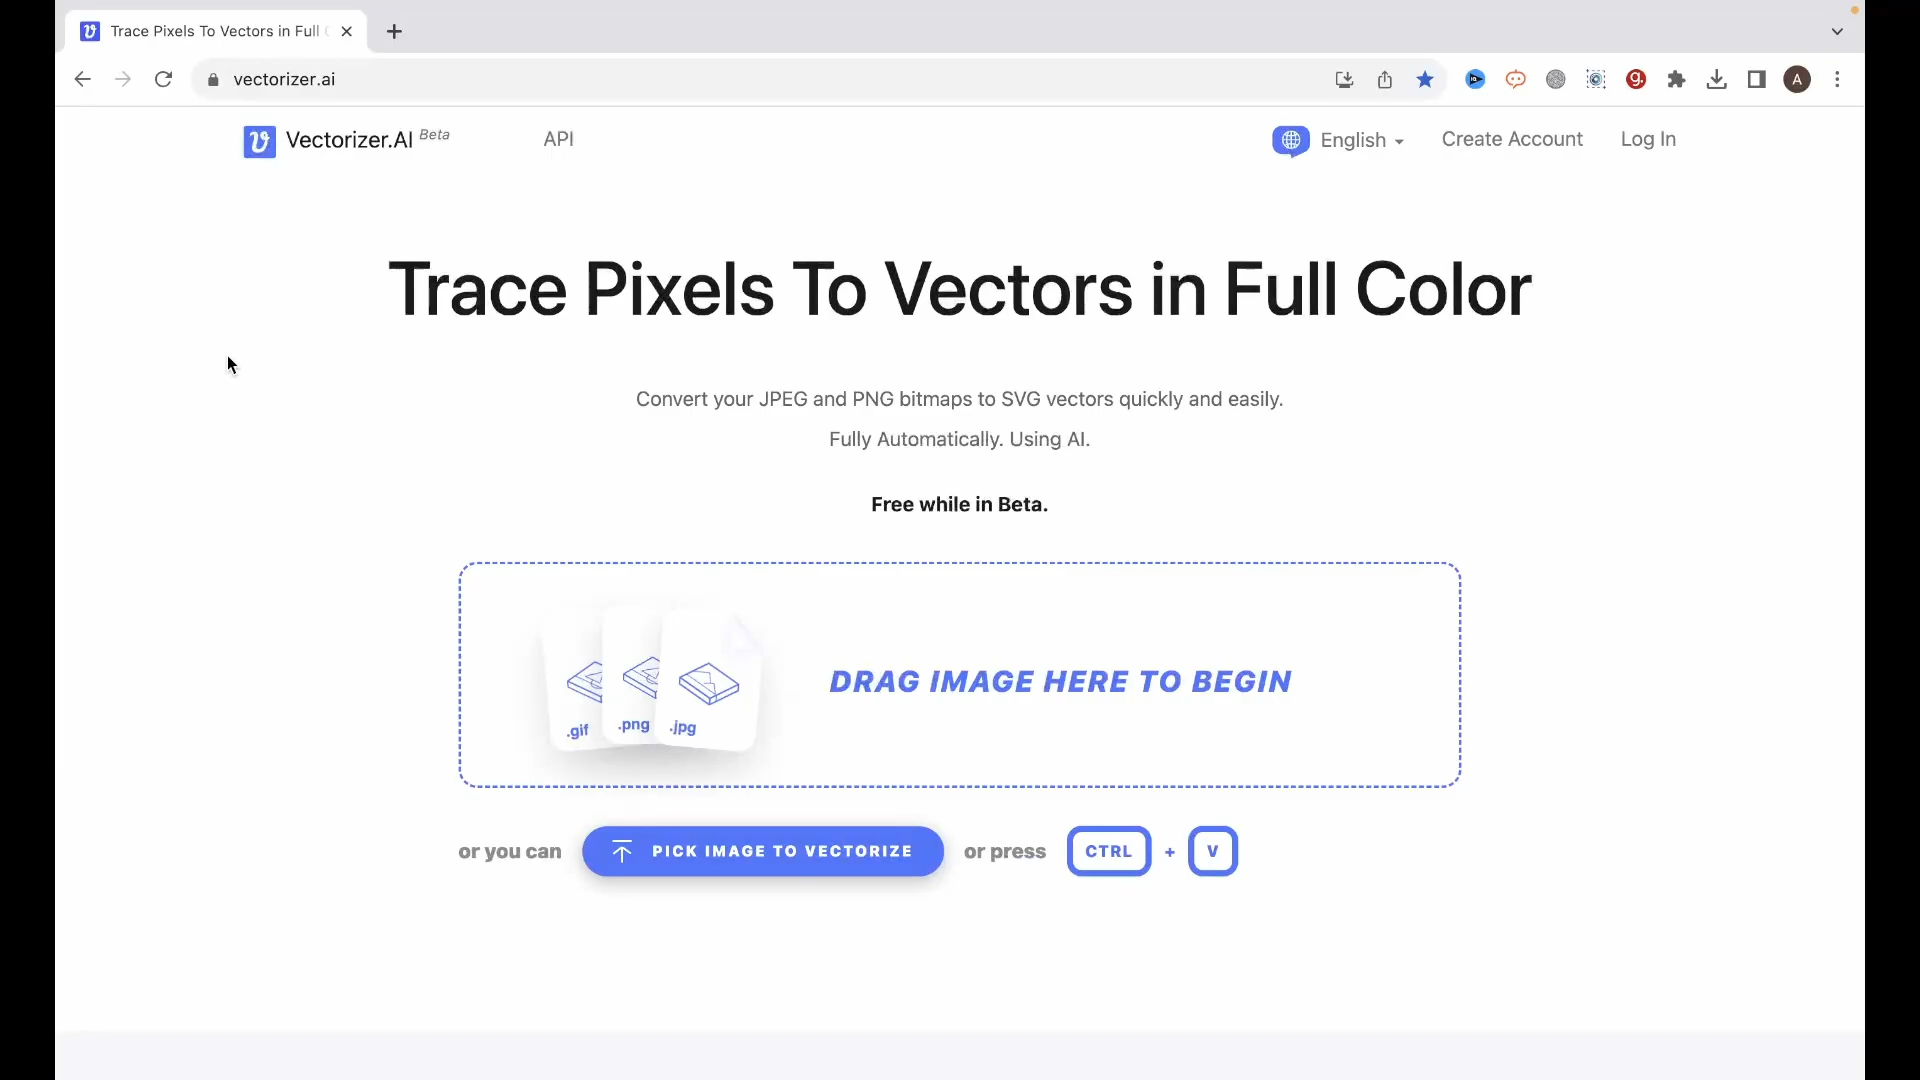 Trace Pixels To Vectors in Full
vectorizer.ai
A
Vectorizer.AI Beta
API
English
Create Account
Log In
Trace Pixels To Vectors in Full Color
Convert your JPEG and PNG bitmaps to SVG vectors quickly and easily.
Fully Automatically. Using AI.
Free while in Beta.
.gif
.png
.jpg
DRAG IMAGE HERE TO BEGIN
or you can
PICK IMAGE TO VECTORIZE
or press
CTRL + V